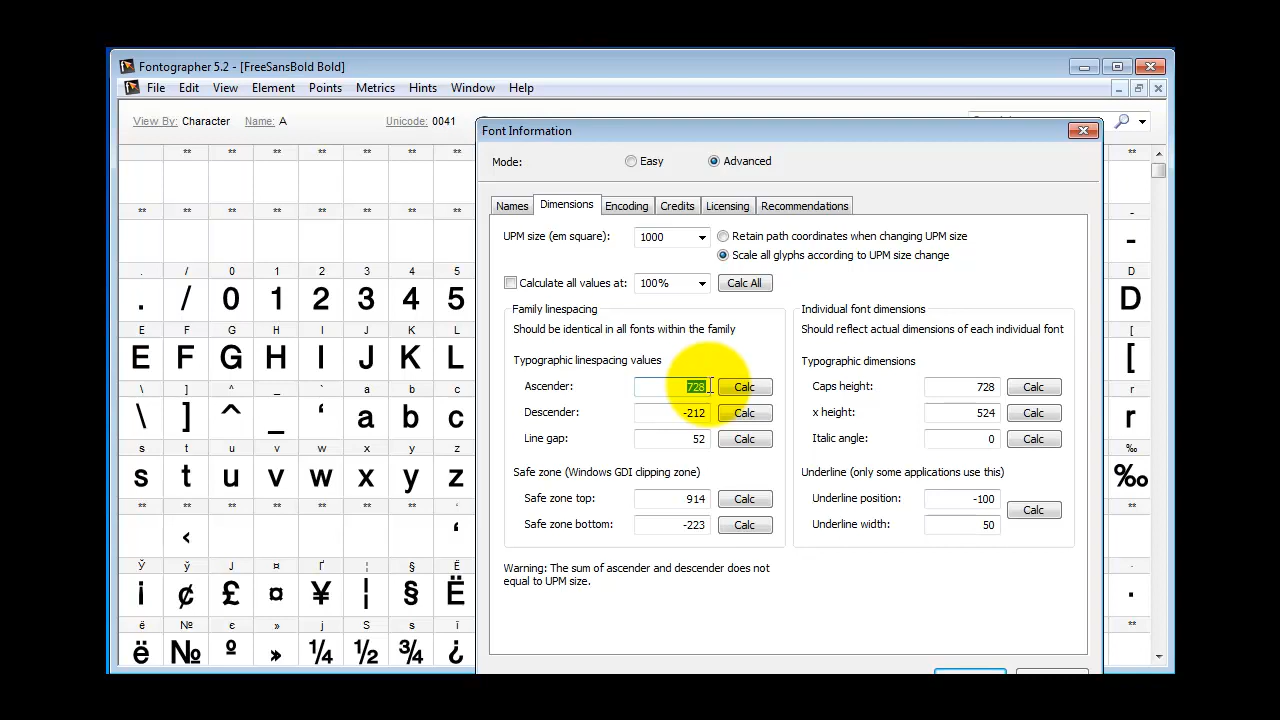 Fontographer 5.2 - [FreeSansBold Bold]
File Edit View Element Points Metrics Hints Window Help
View By: Character Name: A Unicode: 0041
Font Information
Mode: Easy Advanced
Names Dimensions Encoding Credits Licensing Recommendations
UPM size (em square): 1000 Retain path coordinates when changing UPM size
Scale all glyphs according to UPM size change
Calculate all values at: 100% Calc All
Family linespacing
Should be identical in all fonts within the family
Typographic linespacing values
Ascender: 728 Calc
Descender: -212 Calc
Line gap: 52 Calc
Safe zone (Windows GDI clipping zone)
Safe zone top: 914 Calc
Safe zone bottom: -223 Calc
Individual font dimensions
Should reflect actual dimensions of each individual font
Typographic dimensions
Caps height: 728 Calc
x height: 524 Calc
Italic angle: 0 Calc
Underline (only some applications use this)
Underline position: -100
Calc
Underline width: 50
Warning: The sum of ascender and descender does not
equal to UPM size.
** ** ** ** ** ** ** **
** ** ** ** ** ** ** ** -
-
. / 0 1 2 3 4 5 D
. / 0 1 2 3 4 5 D
E F G H I J K L [
E F G H I J K L [
\ ] ^ _ ‘ a b c r
\ ] ^ _ ‘ a b c r
s t u v w x y z ‰
s t u v w x y z ‰
** ** ** ** ** ** ** ‘ **
‹ ‘
Ў ў J ¤ Ґ ¦ § Ё ·
¡ ¢ £ ¤ ¥ ¦ § Ë ·
ё № є » j S s ї **
ë № º » ¼ ½ ¾ ¿